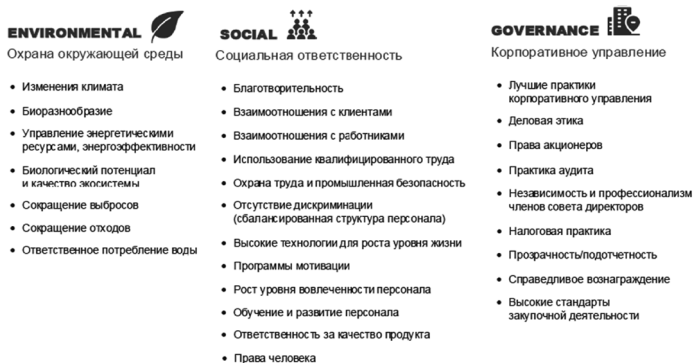 ENVIRONMENTAL
Охрана окружающей среды
• Изменения климата
• Биоразнообразие
• Управление энергетическими
ресурсами, энергоэффективности
• Биологический потенциал
и качество экосистемы
• Сокращение выбросов
• Сокращение отходов
• Ответственное потребление воды
SOCIAL
Социальная ответственность
• Благотворительность
• Взаимоотношения с клиентами
• Взаимоотношения с работниками
• Использование квалифицированного труда
• Охрана труда и промышленная безопасность
• Отсутствие дискриминации
(сбалансированная структура персонала)
• Высокие технологии для роста уровня жизни
• Программы мотивации
• Рост уровня вовлеченности персонала
• Обучение и развитие персонала
• Ответственность за качество продукта
• Права человека
GOVERNANCE
Корпоративное управление
• Лучшие практики
корпоративного управления
• Деловая этика
• Права акционеров
• Практика аудита
• Независимость и профессионализм
членов совета директоров
• Налоговая практика
• Прозрачность/подотчетность
• Справедливое вознаграждение
• Высокие стандарты
закупочной деятельности